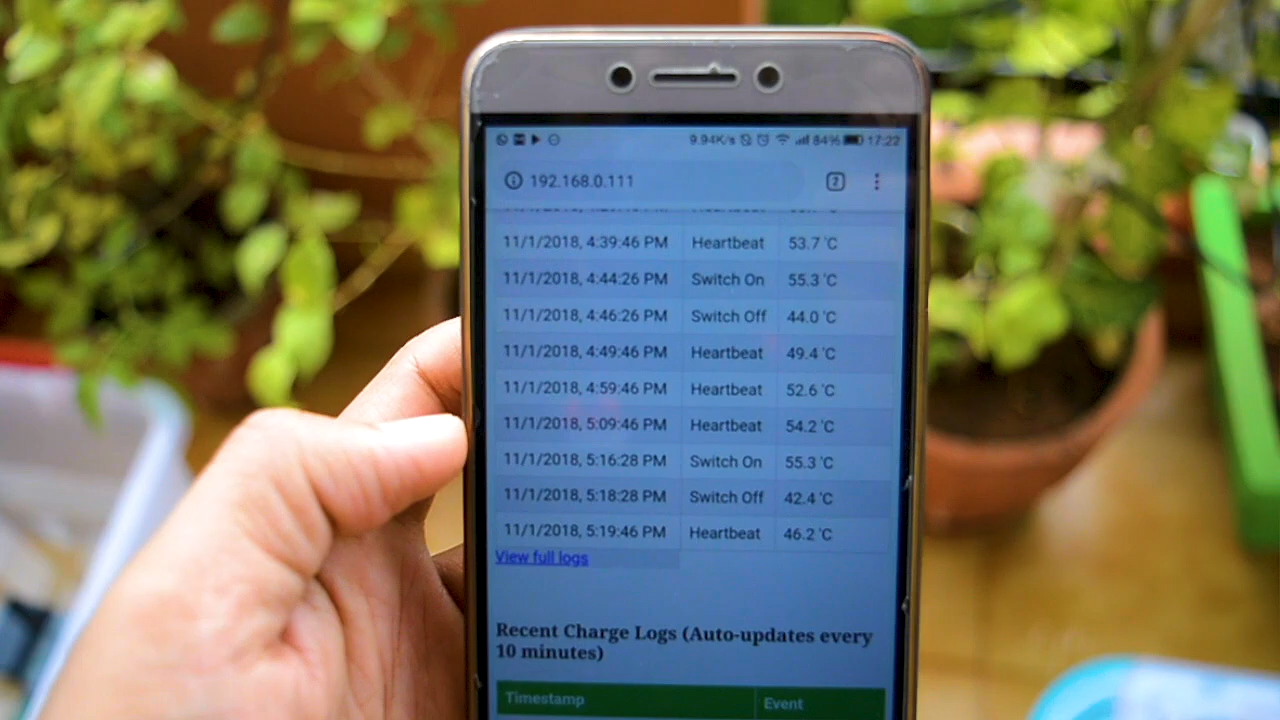 9.94K/s 84% 17:22
192.168.0.111 7
11/1/2018, 4:39:46 PM Heartbeat 53.7 'C
11/1/2018, 4:44:26 PM Switch On 55.3 'C
11/1/2018, 4:46:26 PM Switch Off 44.0 'C
11/1/2018, 4:49:46 PM Heartbeat 49.4 'C
11/1/2018, 4:59:46 PM Heartbeat 52.6 'C
11/1/2018, 5:09:46 PM Heartbeat 54.2 'C
11/1/2018, 5:16:28 PM Switch On 55.3 'C
11/1/2018, 5:18:28 PM Switch Off 42.4 'C
11/1/2018, 5:19:46 PM Heartbeat 46.2 'C
View full logs
Recent Charge Logs (Auto-updates every
10 minutes)
Timestamp Event